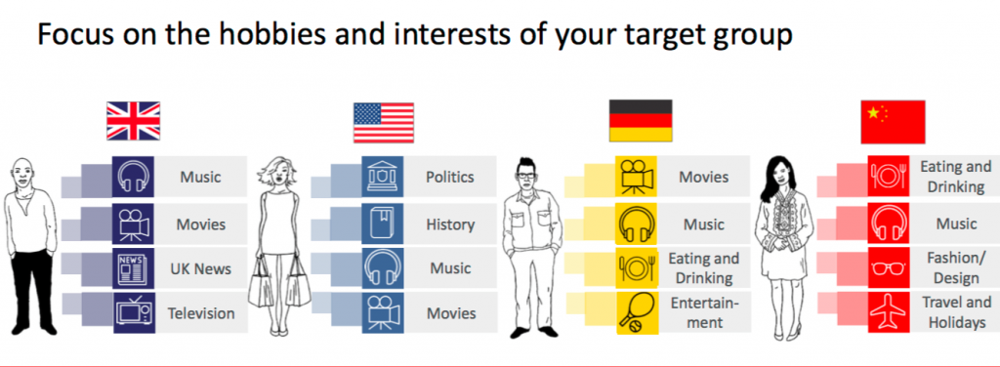 Focus on the hobbies and interests of your target group
Music
Movies
NEWS
UK News
Television
Politics
History
Music
Movies
Movies
Music
Eating and
Drinking
Entertain-
ment
Eating and
Drinking
Music
Fashion/
Design
Travel and
Holidays